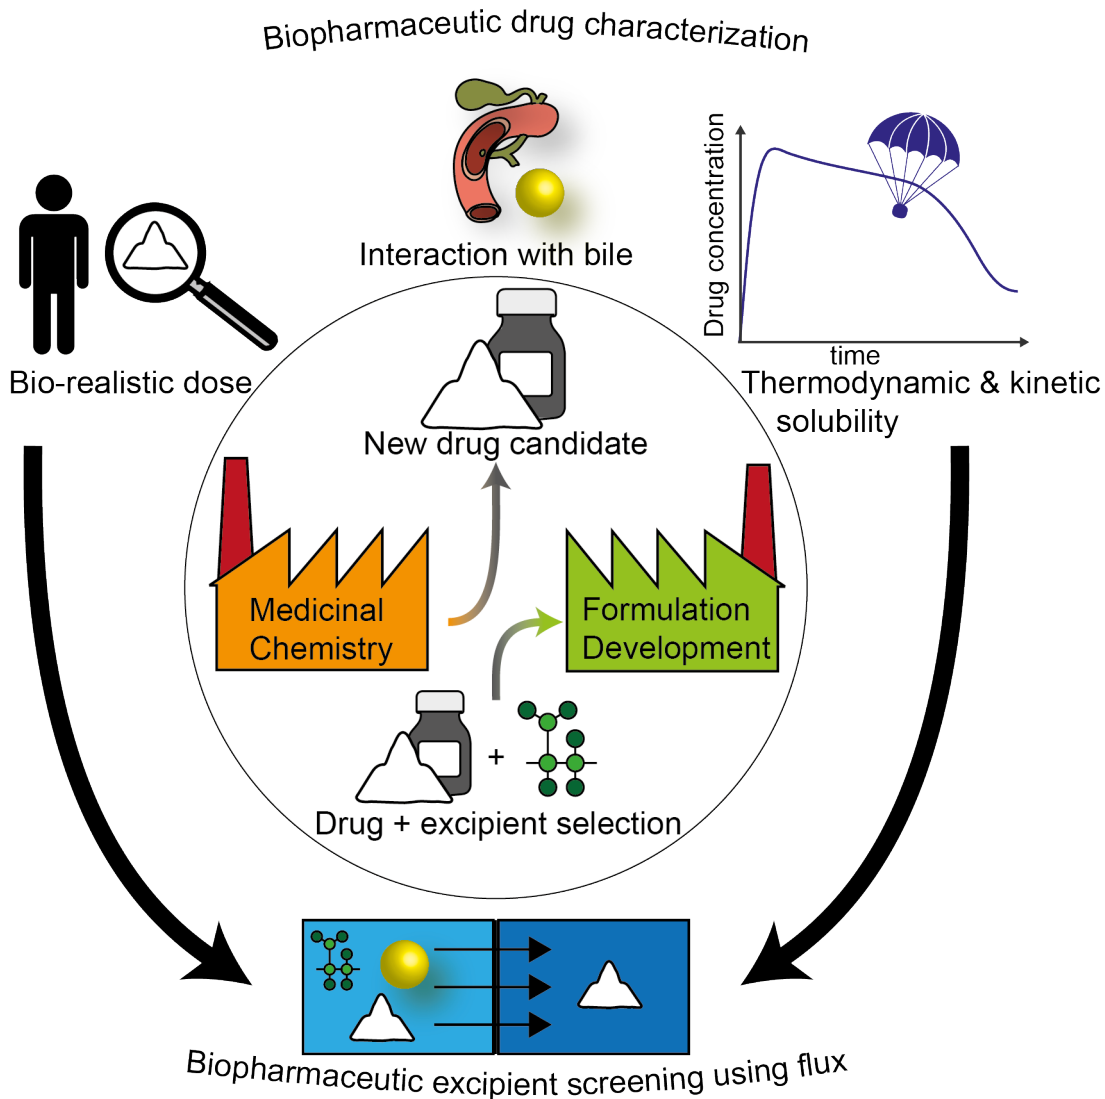 Biopharmaceutic drug characterization
Interaction with bile
Drug concentration
time
Bio-realistic dose
Thermodynamic & kinetic
solubility
New drug candidate
Medicinal
Chemistry
Formulation
Development
+
Drug + excipient selection
Biopharmaceutic excipient screening using flux